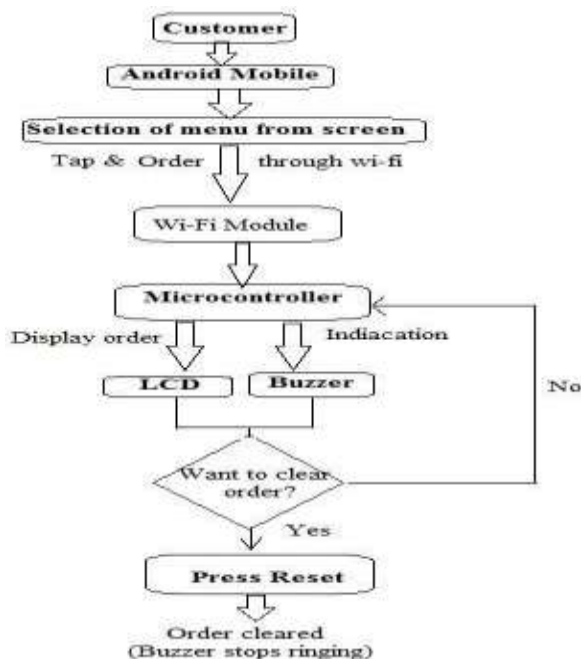 Customer
Android Mobile
Selection of menu from screen
Tap & Order through wi-fi
Wi-Fi Module
Microcontroller
Display order
Indiacation
LCD
Buzzer
No
Want to clear
order?
Yes
Press Reset
Order cleared
(Buzzer stops ringing)